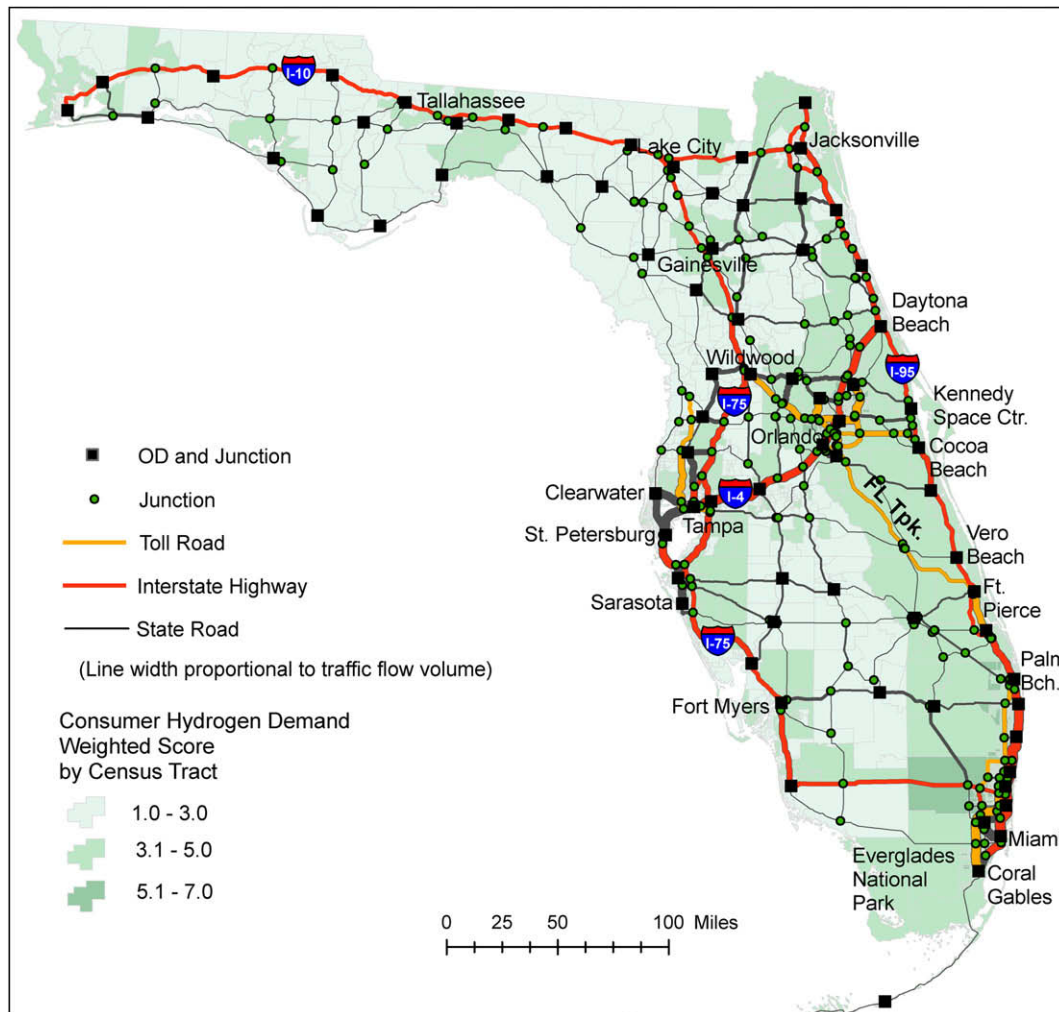 I-10
Tallahassee
Lake City
Jacksonville
Gainesville
Daytona
Beach
Wildwood
I-95
I-75
Kennedy
Space Ctr.
Orlando
Cocoa
Beach
OD and Junction
Junction
Clearwater
I-4
FL Tpk.
Tampa
St. Petersburg
Toll Road
Vero
Beach
Interstate Highway
Sarasota
Ft.
Pierce
State Road
I-75
(Line width proportional to traffic flow volume)
Palm
Bch.
Fort Myers
Consumer Hydrogen Demand
Weighted Score
by Census Tract
1.0 - 3.0
3.1 - 5.0
5.1 - 7.0
Miami
Everglades
National
Park
Coral
Gables
0 25 50 100 Miles